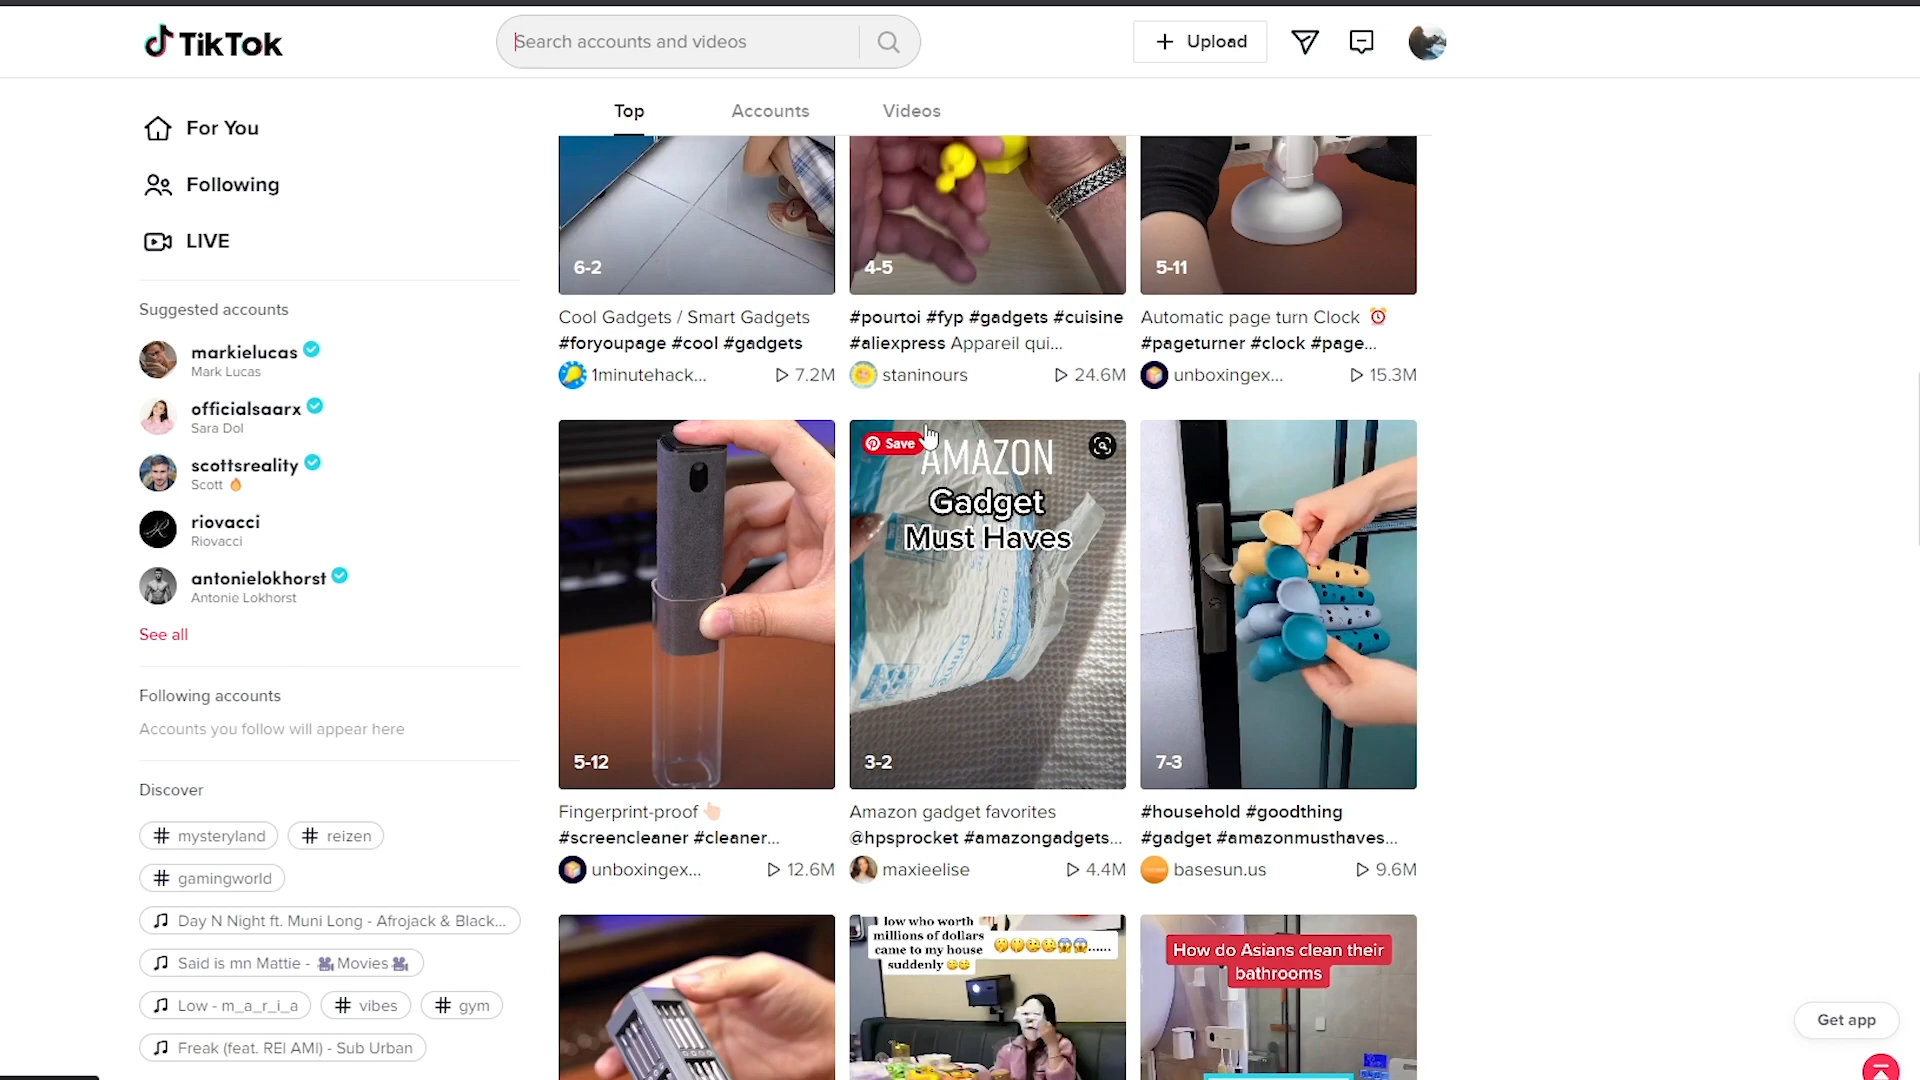 TikTok
Search accounts and videos
Upload
Top
Accounts
Videos
For You
Following
LIVE
Suggested accounts
markielucas
Mark Lucas
officialsaarx
Sara Dol
scottsreality
Scott 🔥
riovacci
Riovacci
antonielokhorst
Antonie Lokhorst
See all
Following accounts
Accounts you follow will appear here
Discover
# mysteryland
# reizen
# gamingworld
Day N Night ft. Muni Long - Afrojack & Black...
Said is mn Mattie - 🎥Movies🎥
Low - m_a_r_i_a
# vibes
# gym
Freak (feat. REI AMI) - Sub Urban
6-2
4-5
5-11
Cool Gadgets / Smart Gadgets
#foryoupage #cool #gadgets
1minutehack...
7.2M
#pourtoi #fyp #gadgets #cuisine
#aliexpress Appareil qui...
staninours
24.6M
Automatic page turn Clock ⏰
#pageturner #clock #page...
unboxingex...
15.3M
Save
AMAZON
Gadget
Must Haves
5-12
3-2
7-3
Fingerprint-proof 👆🏻
#screencleaner #cleaner...
unboxingex...
12.6M
Amazon gadget favorites
@hpsprocket #amazongadgets...
maxieelise
4.4M
#household #goodthing
#gadget #amazonmusthaves...
basesun.us
9.6M
low who worth
millions of dollars
came to my house
suddenly
......
How do Asians clean their
bathrooms
Get app